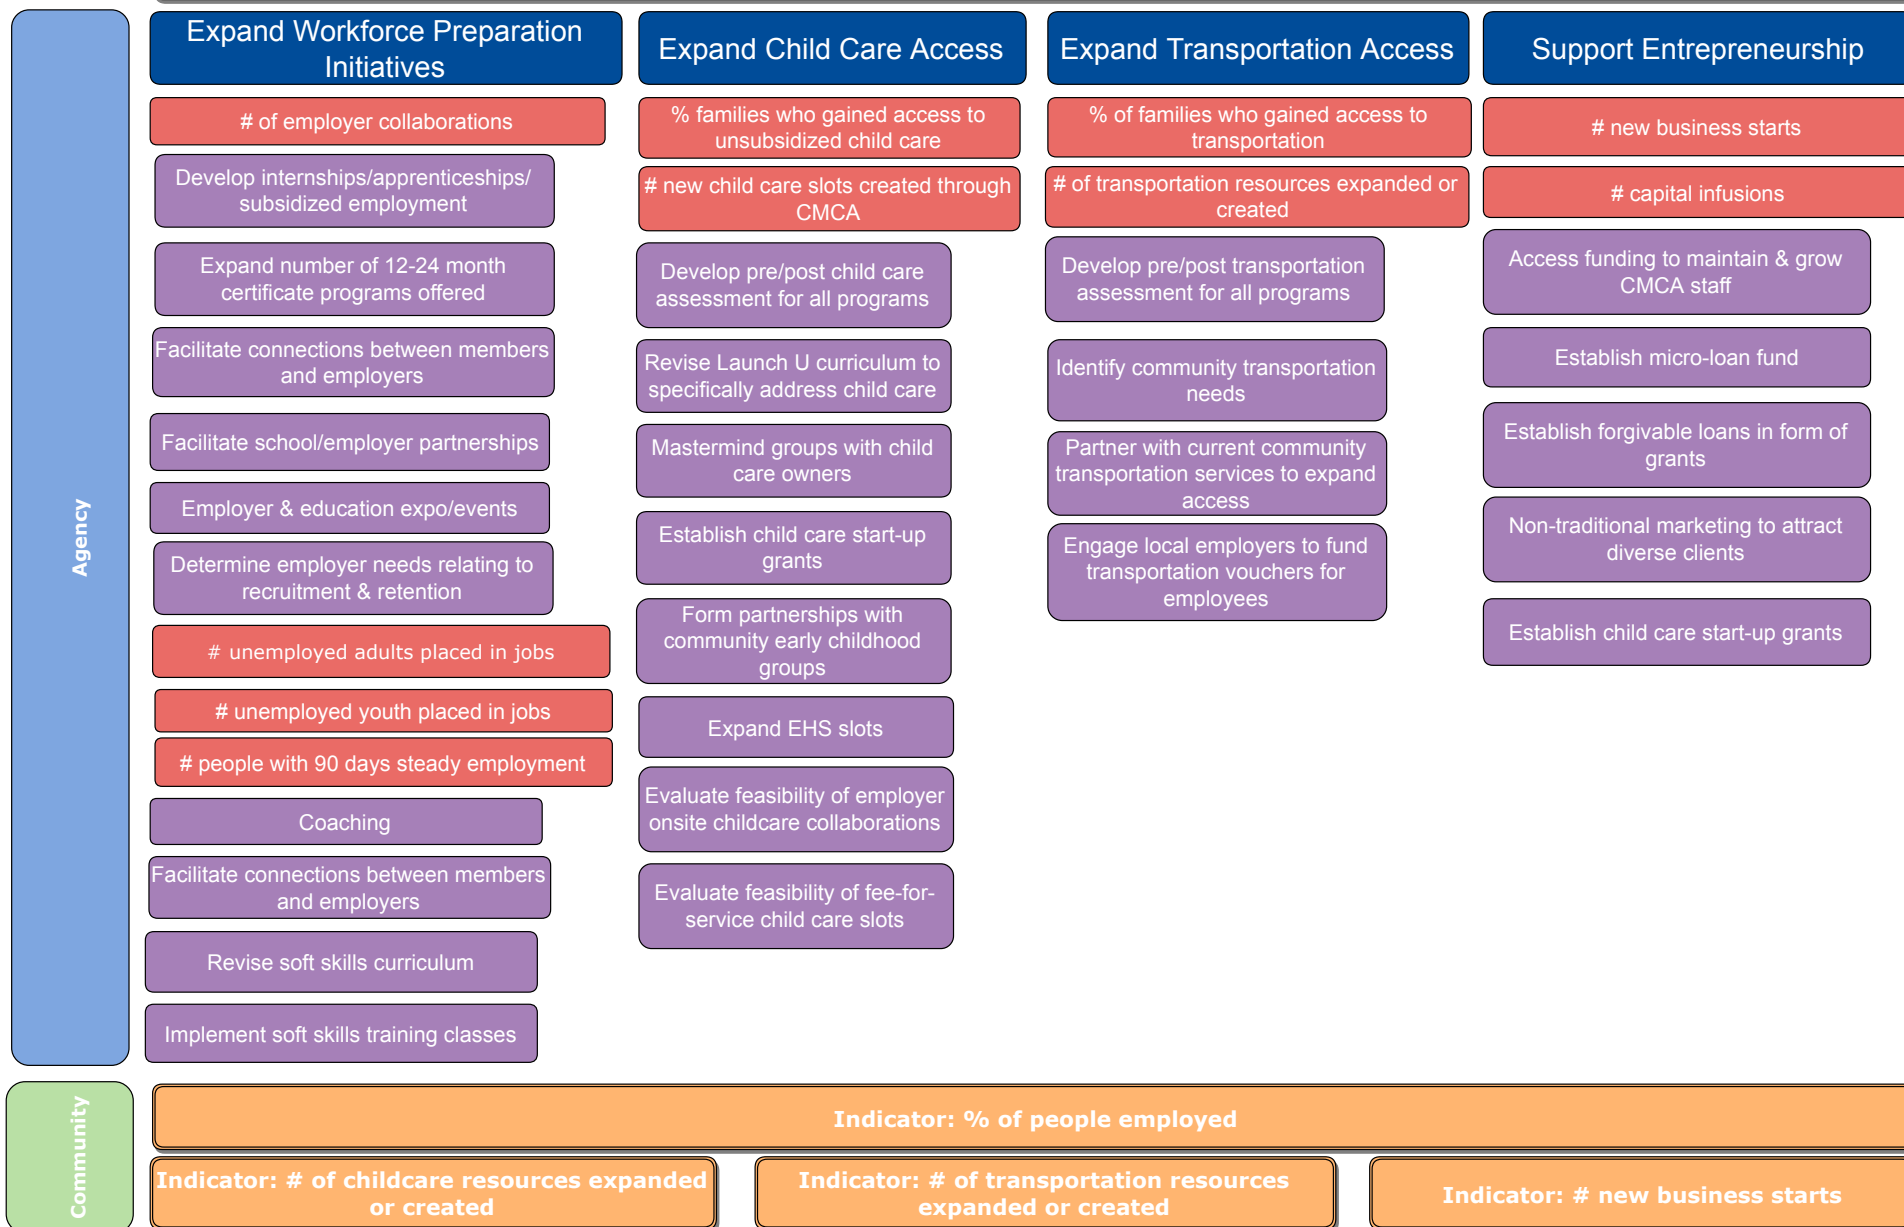 Agency
Expand Workforce Preparation
Initiatives
# of employer collaborations
Develop internships/apprenticeships/
subsidized employment
Expand number of 12-24 month
certificate programs offered
Facilitate connections between members
and employers
Facilitate school/employer partnerships
Employer & education expo/events
Determine employer needs relating to
recruitment & retention
# unemployed adults placed in jobs
# unemployed youth placed in jobs
# people with 90 days steady employment
Coaching
Facilitate connections between members
and employers
Revise soft skills curriculum
Implement soft skills training classes
Expand Child Care Access
% families who gained access to
unsubsidized child care
# new child care slots created through
CMCA
Develop pre/post child care
assessment for all programs
Revise Launch U curriculum to
specifically address child care
Mastermind groups with child
care owners
Establish child care start-up
grants
Form partnerships with
community early childhood
groups
Expand EHS slots
Evaluate feasibility of employer
onsite childcare collaborations
Evaluate feasibility of fee-for-
service child care slots
Expand Transportation Access
% of families who gained access to
transportation
# of transportation resources expanded or
created
Develop pre/post transportation
assessment for all programs
Identify community transportation
needs
Partner with current community
transportation services to expand
access
Engage local employers to fund
transportation vouchers for
employees
Support Entrepreneurship
# new business starts
# capital infusions
Access funding to maintain & grow
CMCA staff
Establish micro-loan fund
Establish forgivable loans in form of
grants
Non-traditional marketing to attract
diverse clients
Establish child care start-up grants
Community
Indicator: % of people employed
Indicator: # of childcare resources expanded
or created
Indicator: # of transportation resources
expanded or created
Indicator: # new business starts